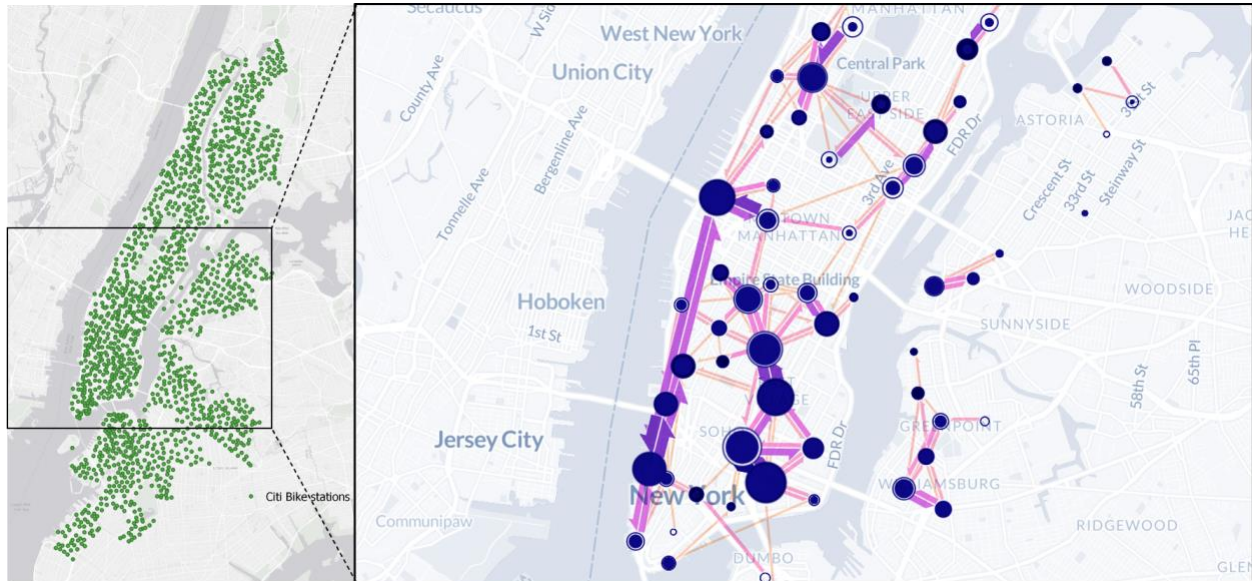 Citi Bike stations
Secaucus
MANHATTAN
West New York
Union City
County Ave
Central Park
UPPER
EAST SIDE
ASTORIA
31st St
FDR Dr
Bergenline Ave
Tonnelle Ave
3rd Ave
Crescent St
33rd St
Steinway St
MANHATTAN
Empire State Building
Hoboken
1st St
WOODSIDE
SUNNYSIDE
65th Pl
58th St
Jersey City
SOHO
FDR Dr
GREENPOINT
WILLIAMSBURG
New York
Communipaw
DUMBO
RIDGEWOOD